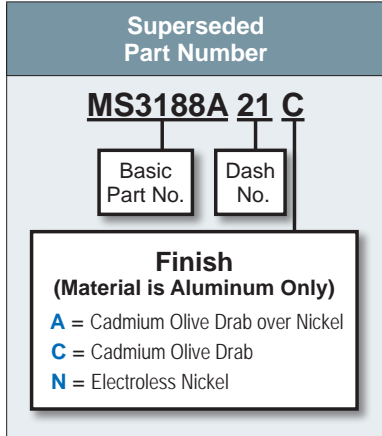 Superseded
Part Number
MS3188A 21 C
Basic
Part No.
Dash
No.
Finish
(Material is Aluminum Only)
A = Cadmium Olive Drab over Nickel
C = Cadmium Olive Drab
N = Electroless Nickel